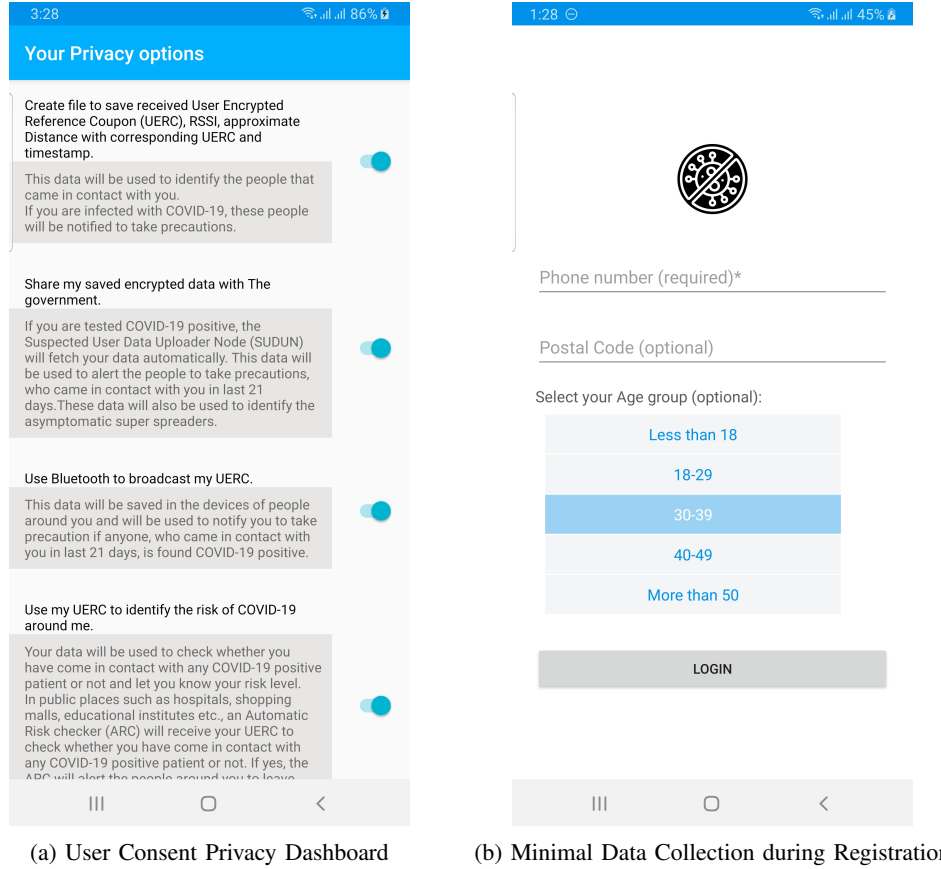 3:28
86%
Your Privacy options
Create file to save received User Encrypted
Reference Coupon (UERC), RSSI, approximate
Distance with corresponding UERC and
timestamp.
This data will be used to identify the people that
came in contact with you.
If you are infected with COVID-19, these people
will be notified to take precautions.
Share my saved encrypted data with The
government.
If you are tested COVID-19 positive, the
Suspected User Data Uploader Node (SUDUN)
will fetch your data automatically. This data will
be used to alert the people to take precautions,
who came in contact with you in last 21
days.These data will also be used to identify the
asymptomatic super spreaders.
Use Bluetooth to broadcast my UERC.
This data will be saved in the devices of people
around you and will be used to notify you to take
precaution if anyone, who came in contact with
you in last 21 days, is found COVID-19 positive.
Use my UERC to identify the risk of COVID-19
around me.
Your data will be used to check whether you
have come in contact with any COVID-19 positive
patient or not and let you know your risk level.
In public places such as hospitals, shopping
malls, educational institutes etc., an Automatic
Risk checker (ARC) will receive your UERC to
check whether you have come in contact with
any COVID-19 positive patient or not. If yes, the
ARC will alert the people around you to leave
(a) User Consent Privacy Dashboard
1:28
45%
Phone number (required)*
Postal Code (optional)
Select your Age group (optional):
Less than 18
18-29
30-39
40-49
More than 50
LOGIN
(b) Minimal Data Collection during Registration